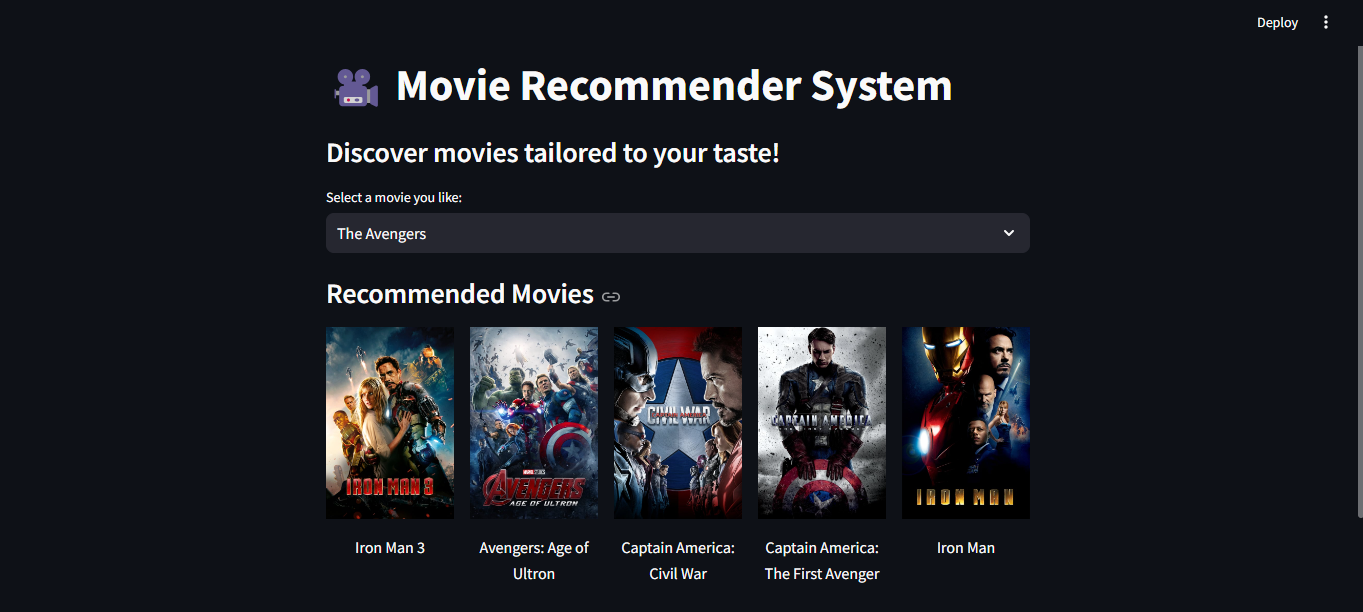 Deploy
Movie Recommender System
Discover movies tailored to your taste!
Select a movie you like:
The Avengers
Recommended Movies
IRON MAN 3
MARVEL STUDIOS
AVENGERS
AGE OF ULTRON
CIVIL WAR
CAPTAIN AMERICA
IRON MAN
Iron Man 3
Avengers: Age of
Ultron
Captain America:
Civil War
Captain America:
The First Avenger
Iron Man